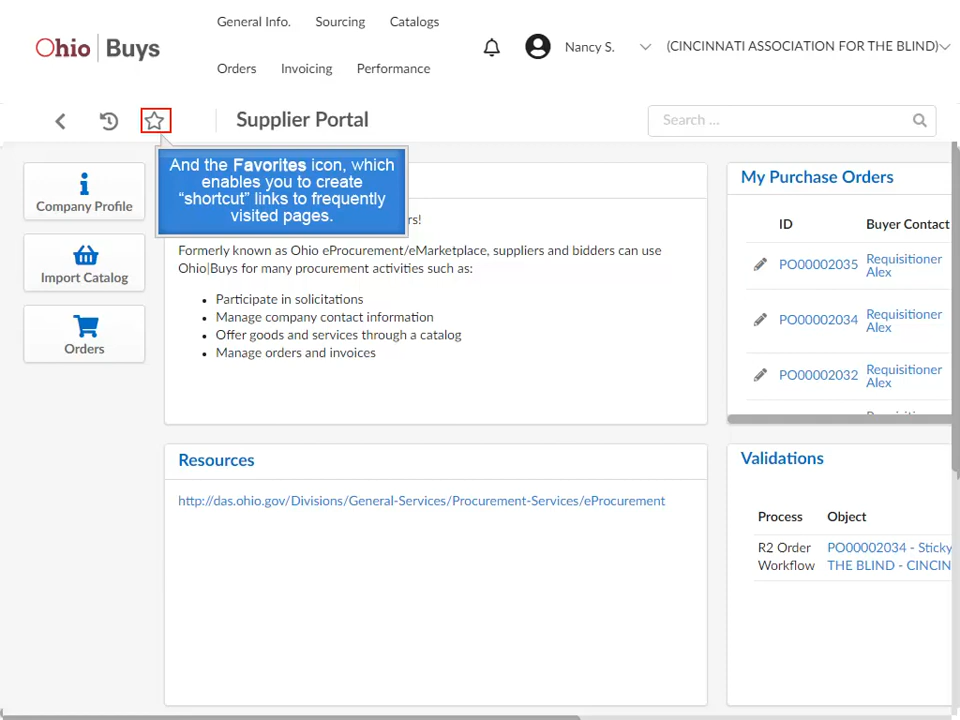 General Info. Sourcing Catalogs
Ohio | Buys
Nancy S. (CINCINNATI ASSOCIATION FOR THE BLIND)
Orders Invoicing Performance
Supplier Portal
Search ...
And the Favorites icon, which
enables you to create
“shortcut” links to frequently
visited pages.
Company Profile
Import Catalog
Orders
rs!
Formerly known as Ohio eProcurement/eMarketplace, suppliers and bidders can use
Ohio|Buys for many procurement activities such as:
• Participate in solicitations
• Manage company contact information
• Offer goods and services through a catalog
• Manage orders and invoices
My Purchase Orders
ID Buyer Contact
PO00002035 Requisitioner
Alex
PO00002034 Requisitioner
Alex
PO00002032 Requisitioner
Alex
Resources
http://das.ohio.gov/Divisions/General-Services/Procurement-Services/eProcurement
Validations
Process Object
R2 Order PO00002034 - Sticky
Workflow THE BLIND - CINCIN